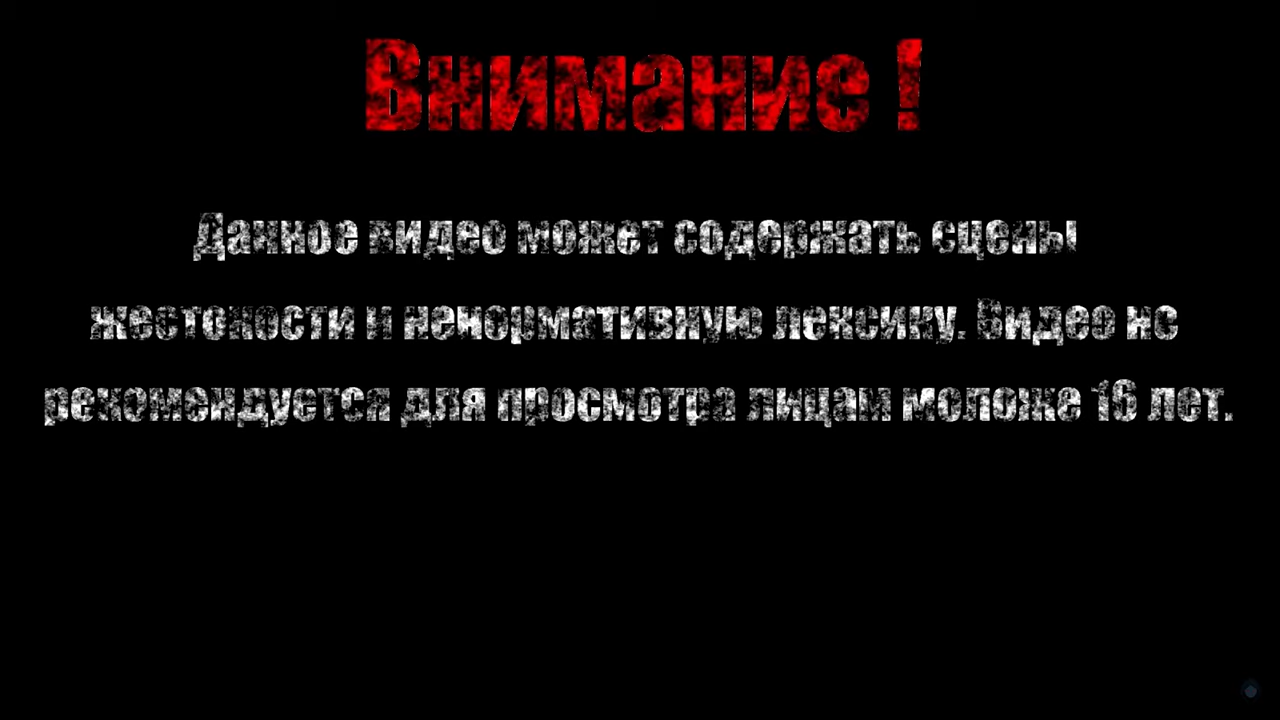 Внимание !
Данное видео может содержать сцены
жестокости и ненормативную лексику. Видео не
рекомендуется для просмотра лицам моложе 16 лет.